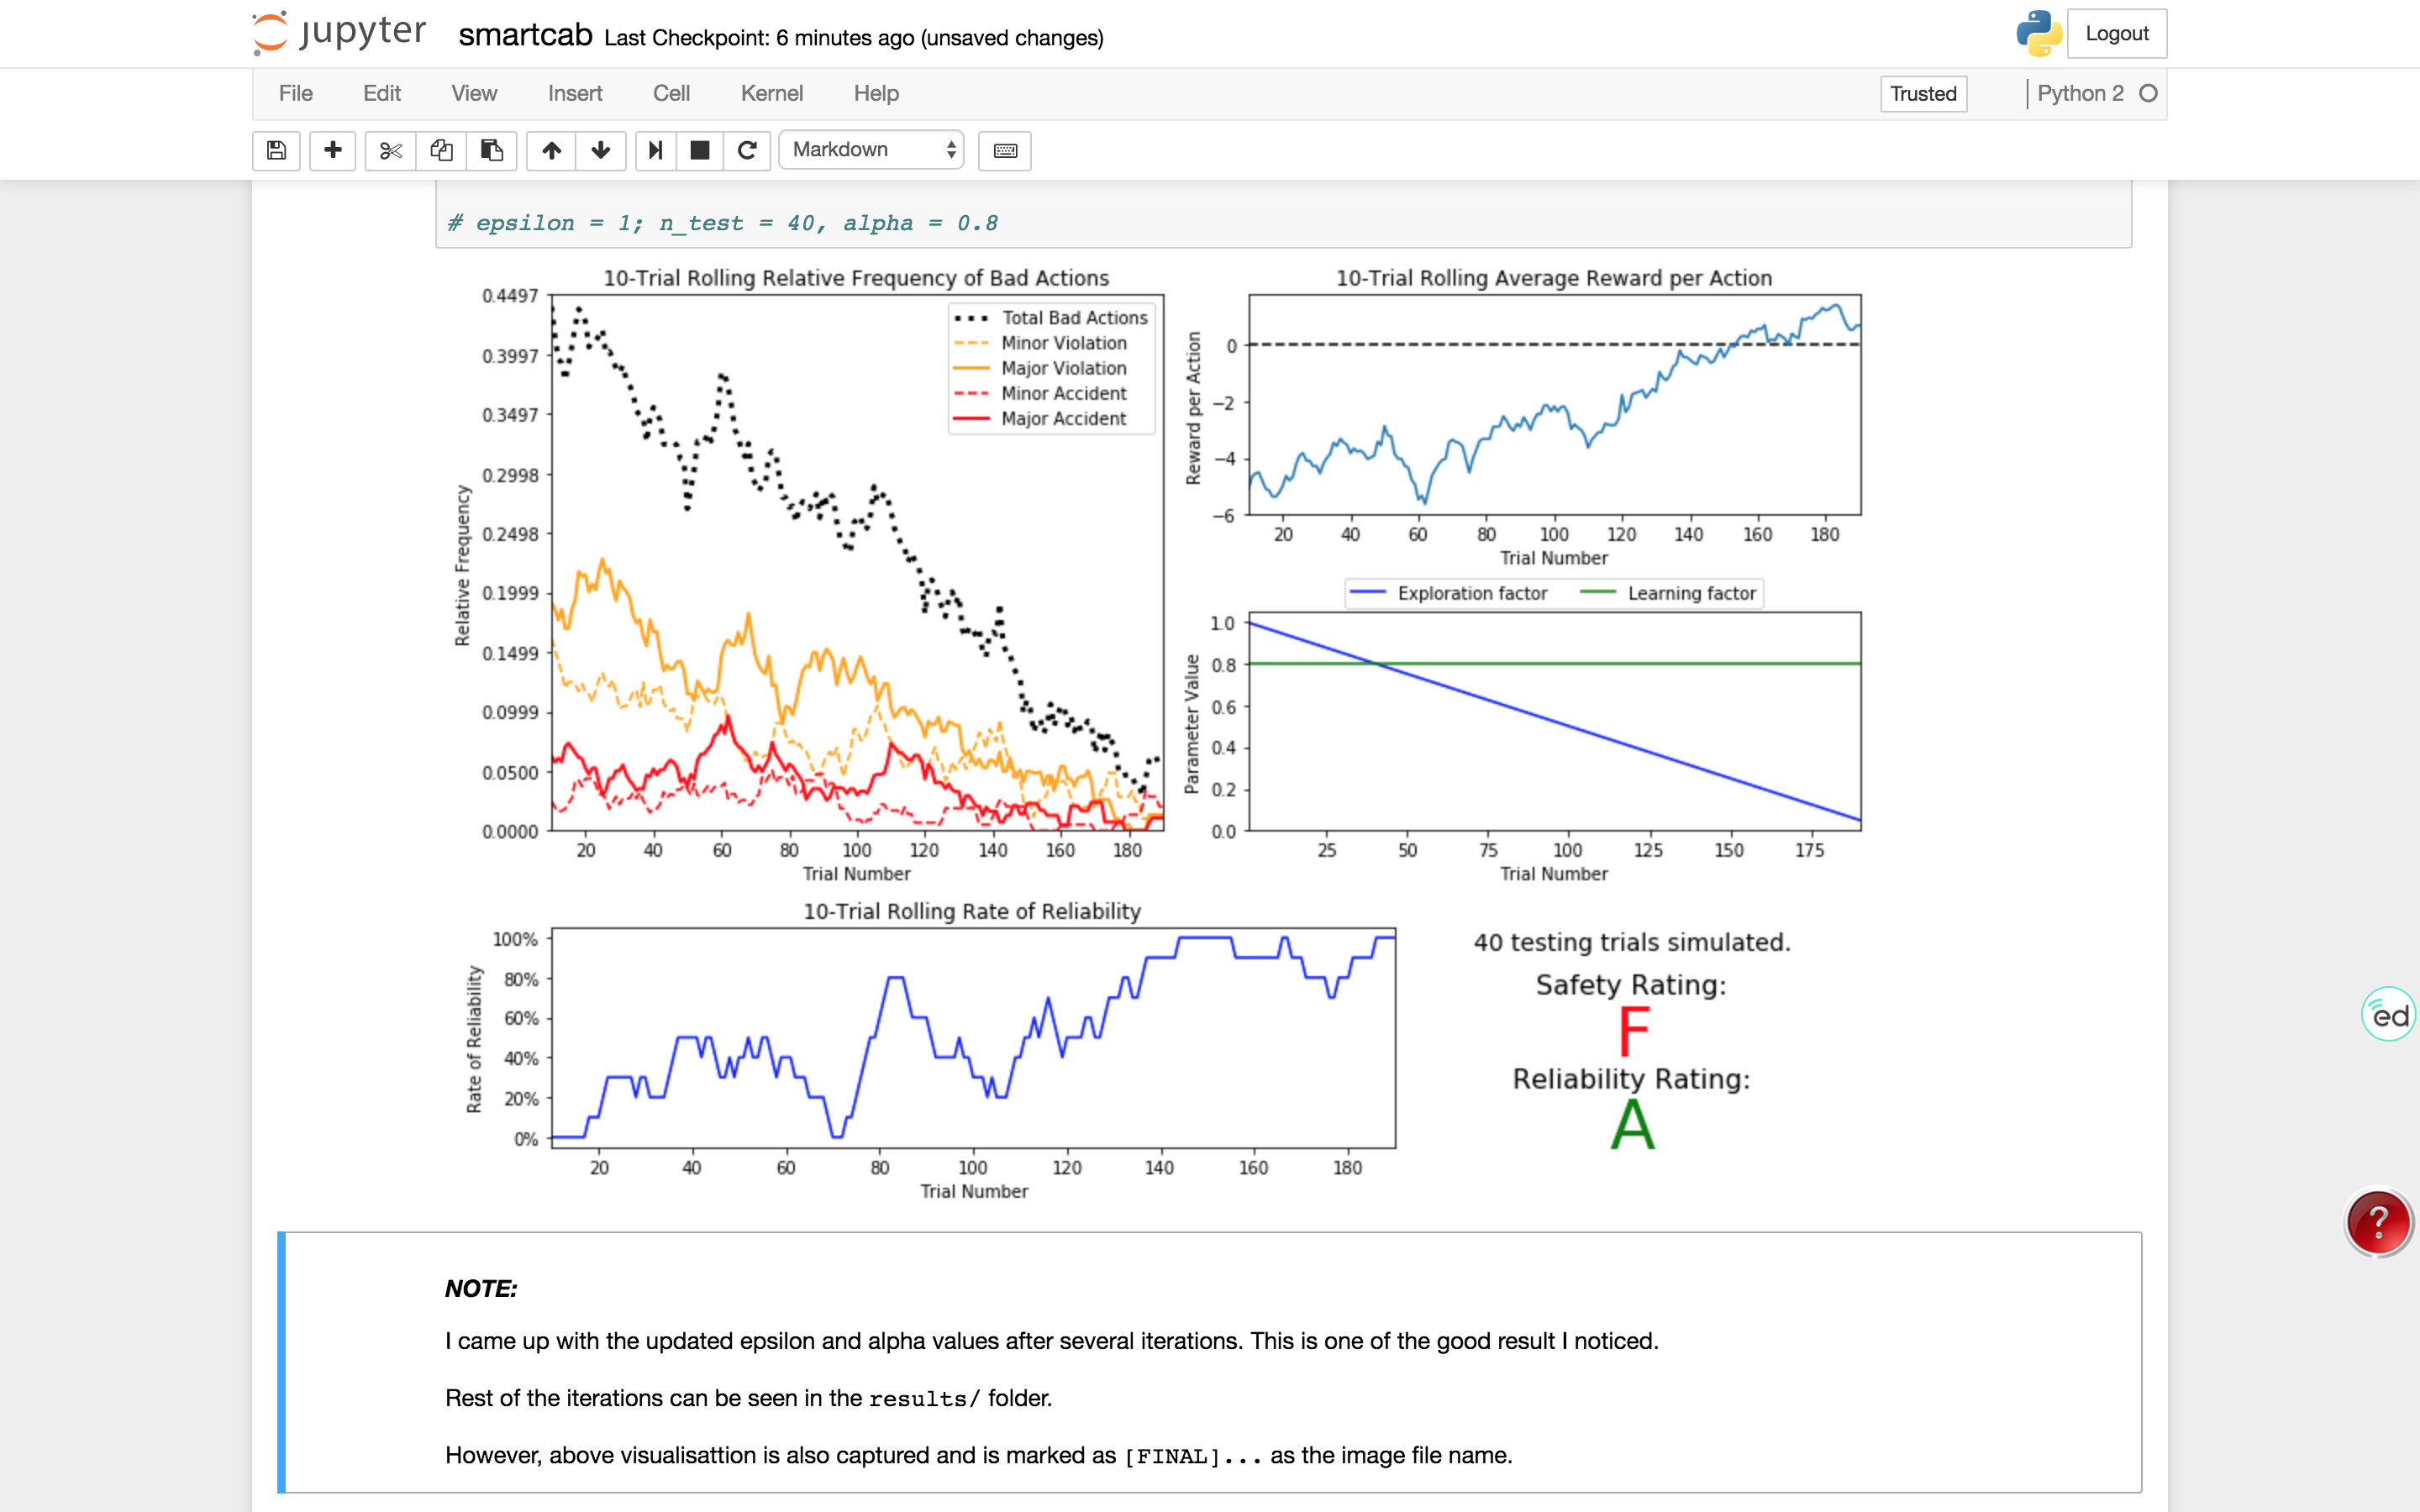 jupyter smartcab Last Checkpoint: 6 minutes ago (unsaved changes)
Logout
File Edit View Insert Cell Kernel Help
Trusted
Python 2
Markdown
# epsilon = 1; n_test = 40, alpha = 0.8
10-Trial Rolling Relative Frequency of Bad Actions
0.4497
0.3997
0.3497
0.2998
0.2498
0.1999
0.1499
0.0999
0.0500
0.0000
Relative Frequency
Total Bad Actions
Minor Violation
Major Violation
Minor Accident
Major Accident
20 40 60 80 100 120 140 160 180
Trial Number
10-Trial Rolling Average Reward per Action
0
−2
−4
−6
Reward per Action
20 40 60 80 100 120 140 160 180
Trial Number
Exploration factor Learning factor
1.0
0.8
0.6
0.4
0.2
0.0
Parameter Value
25 50 75 100 125 150 175
Trial Number
10-Trial Rolling Rate of Reliability
100%
80%
60%
40%
20%
0%
Rate of Reliability
20 40 60 80 100 120 140 160 180
Trial Number
40 testing trials simulated.
Safety Rating:
F
Reliability Rating:
A
ed
?
NOTE:
I came up with the updated epsilon and alpha values after several iterations. This is one of the good result I noticed.
Rest of the iterations can be seen in the results/ folder.
However, above visualisattion is also captured and is marked as [FINAL]... as the image file name.